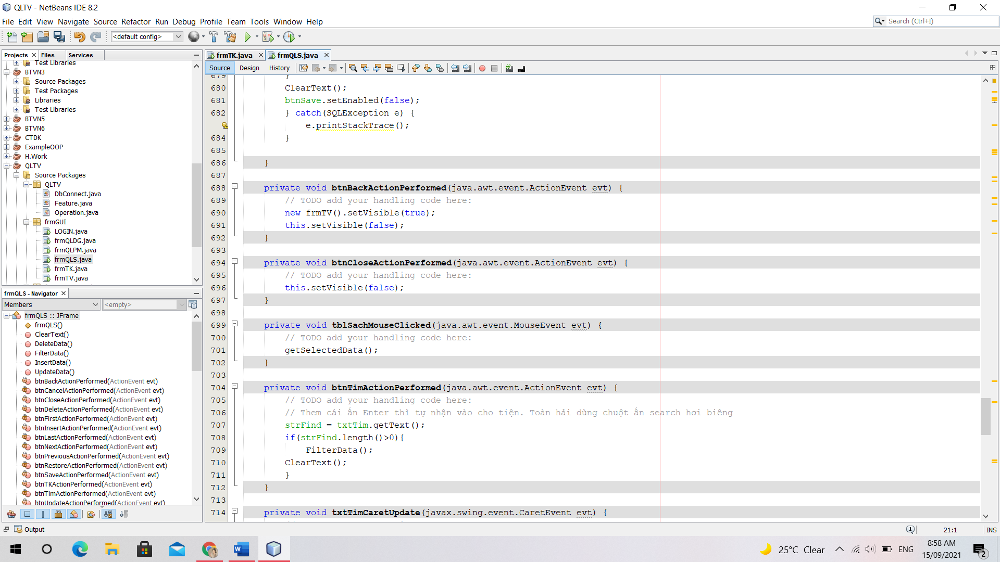 QLTV - NetBeans IDE 8.2
File Edit View Navigate Source Refactor Run Debug Profile Team Tools Window Help
Search (Ctrl+I)
<default config>
Projects Files Services
Test Libraries
BTVN3
Source Packages
Test Packages
Libraries
Test Libraries
BTVN5
BTVN6
CTDK
ExampleOOP
H.Work
QLTV
Source Packages
QLTV
DbConnect.java
Feature.java
Operation.java
frmGUI
LOGIN.java
frmQLDG.java
frmQLPM.java
frmQLS.java
frmTK.java
frmTV.java
frmQLS - Navigator
Members <empty>
frmQLS :: JFrame
frmQLS()
ClearText()
DeleteData()
FilterData()
InsertData()
UpdateData()
btnBackActionPerformed(ActionEvent evt)
btnCancelActionPerformed(ActionEvent evt)
btnCloseActionPerformed(ActionEvent evt)
btnDeleteActionPerformed(ActionEvent evt)
btnFirstActionPerformed(ActionEvent evt)
btnInsertActionPerformed(ActionEvent evt)
btnLastActionPerformed(ActionEvent evt)
btnNextActionPerformed(ActionEvent evt)
btnPreviousActionPerformed(ActionEvent evt)
btnRestoreActionPerformed(ActionEvent evt)
btnSaveActionPerformed(ActionEvent evt)
btnTKActionPerformed(ActionEvent evt)
btnTimActionPerformed(ActionEvent evt)
btnUpdateActionPerformed(ActionEvent evt)
frmTK.java frmQLS.java
Source Design History
679 }
680 ClearText();
681 btnSave.setEnabled(false);
682 } catch(SQLException e) {
e.printStackTrace();
684 }
685
686 }
687
688 private void btnBackActionPerformed(java.awt.event.ActionEvent evt) {
689 // TODO add your handling code here:
690 new frmTV().setVisible(true);
691 this.setVisible(false);
692 }
693
694 private void btnCloseActionPerformed(java.awt.event.ActionEvent evt) {
695 // TODO add your handling code here:
696 this.setVisible(false);
697 }
698
699 private void tblSachMouseClicked(java.awt.event.MouseEvent evt) {
700 // TODO add your handling code here:
701 getSelectedData();
702 }
703
704 private void btnTimActionPerformed(java.awt.event.ActionEvent evt) {
705 // TODO add your handling code here:
706 // Them cái ấn Enter thì tự nhận vào cho tiện. Toàn hải dùng chuột ấn search hơi biêng
707 strFind = txtTim.getText();
708 if(strFind.length()>0){
709 FilterData();
710 ClearText();
711 }
712 }
713
714 private void txtTimCaretUpdate(javax.swing.event.CaretEvent evt) {
Output
21:1 INS
25°C Clear
ENG
8:58 AM
15/09/2021
2